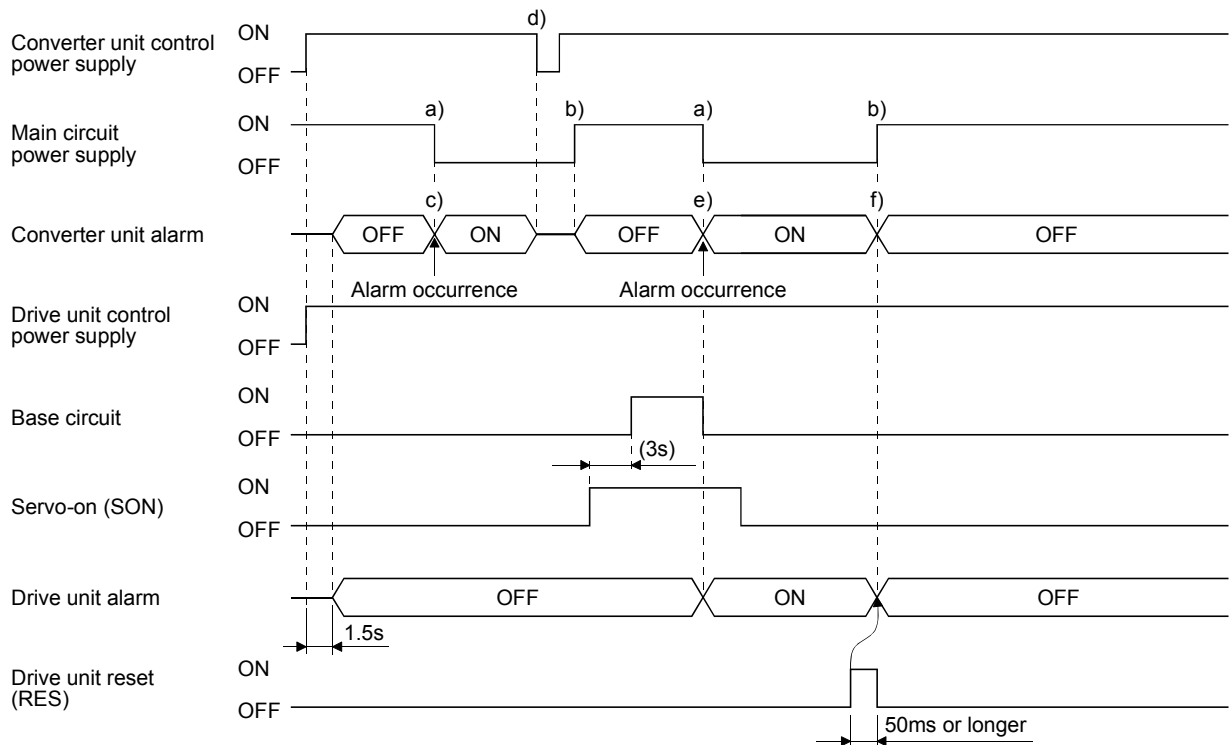 Converter unit control
power supply
ON
OFF
d)
Main circuit
power supply
ON
OFF
a)
b)
a)
b)
Converter unit alarm
c)
e)
f)
OFF
ON
OFF
ON
OFF
Alarm occurrence
Alarm occurrence
Drive unit control
power supply
ON
OFF
Base circuit
ON
OFF
(3s)
Servo-on (SON)
ON
OFF
Drive unit alarm
OFF
ON
OFF
1.5s
Drive unit reset
(RES)
ON
OFF
50ms or longer